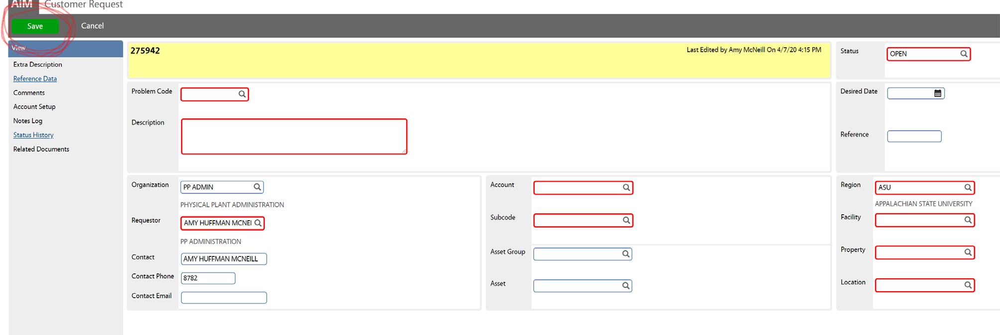 AiM Customer Request
Save Cancel
View
Extra Description
Reference Data
Comments
Account Setup
Notes Log
Status History
Related Documents
275942
Last Edited by Amy McNeill On 4/7/20 4:15 PM
Status OPEN
Problem Code
Description
Desired Date
Reference
Organization PP ADMIN
PHYSICAL PLANT ADMINISTRATION
Requestor AMY HUFFMAN MCNEI
PP ADMINISTRATION
Contact AMY HUFFMAN MCNEILL
Contact Phone 8782
Contact Email
Account
Subcode
Asset Group
Asset
Region ASU
APPALACHIAN STATE UNIVERSITY
Facility
Property
Location